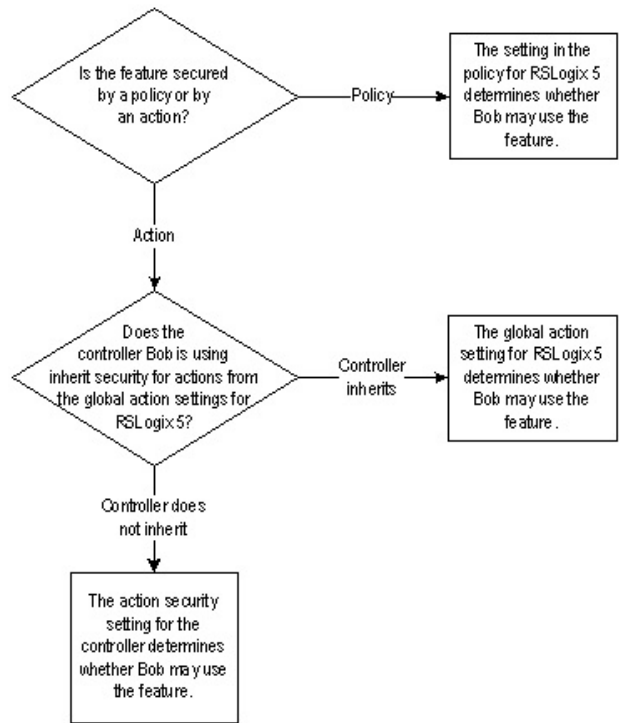 Is the feature secured
by a policy or by
an action?
Policy
The setting in the
policy for RSLogix 5
determines whether
Bob may use the
feature.
Action
Does the
controller Bob is using
inherit security for actions from
the global action settings for
RSLogix 5?
Controller
inherits
The global action
setting for RSLogix 5
determines whether
Bob may use the
feature.
Controller does
not inherit
The action security
setting for the
controller determines
whether Bob may use
the feature.